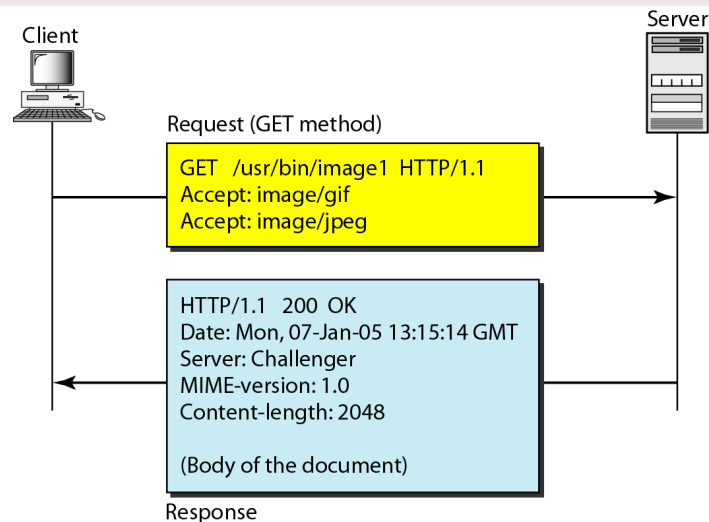 Client
Server
Request (GET method)
GET /usr/bin/image1 HTTP/1.1
Accept: image/gif
Accept: image/jpeg
HTTP/1.1 200 OK
Date: Mon, 07-Jan-05 13:15:14 GMT
Server: Challenger
MIME-version: 1.0
Content-length: 2048
(Body of the document)
Response